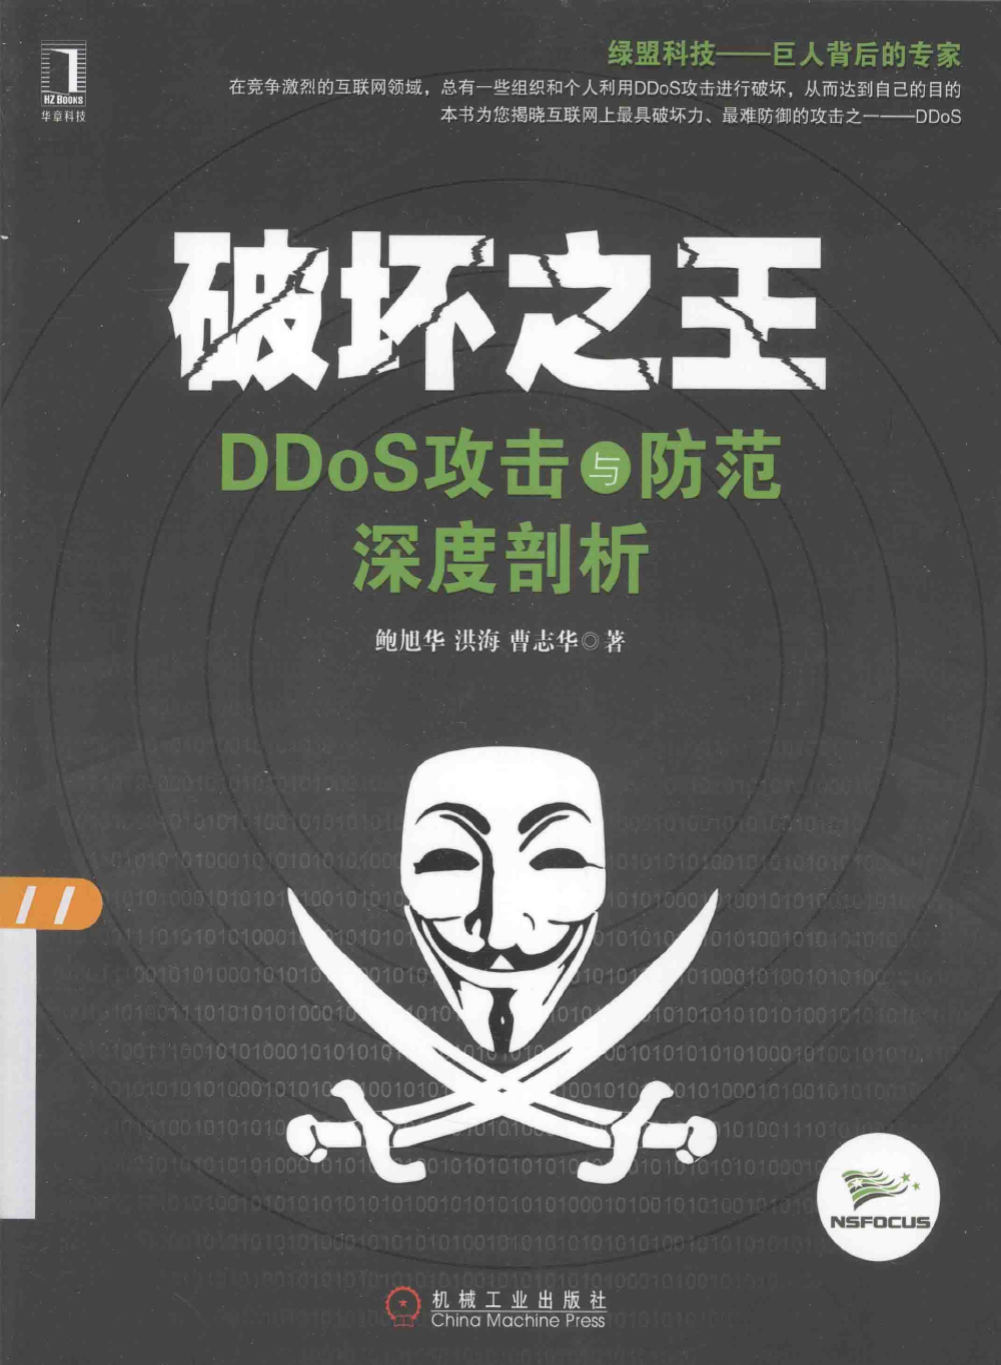 HZ BOOKS
华章科技
绿盟科技——巨人背后的专家
在竞争激烈的互联网领域，总有一些组织和个人利用DDoS攻击进行破坏，从而达到自己的目的
本书为您揭晓互联网上最具破坏力、最难防御的攻击之一——DDoS
破坏之王
DDoS攻击与防范
深度剖析
鲍旭华 洪海 曹志华◎著
NSFOCUS
机械工业出版社
China Machine Press